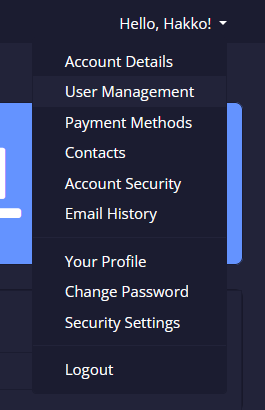 Hello, Hakko!
Account Details
User Management
Payment Methods
Contacts
Account Security
Email History
Your Profile
Change Password
Security Settings
Logout